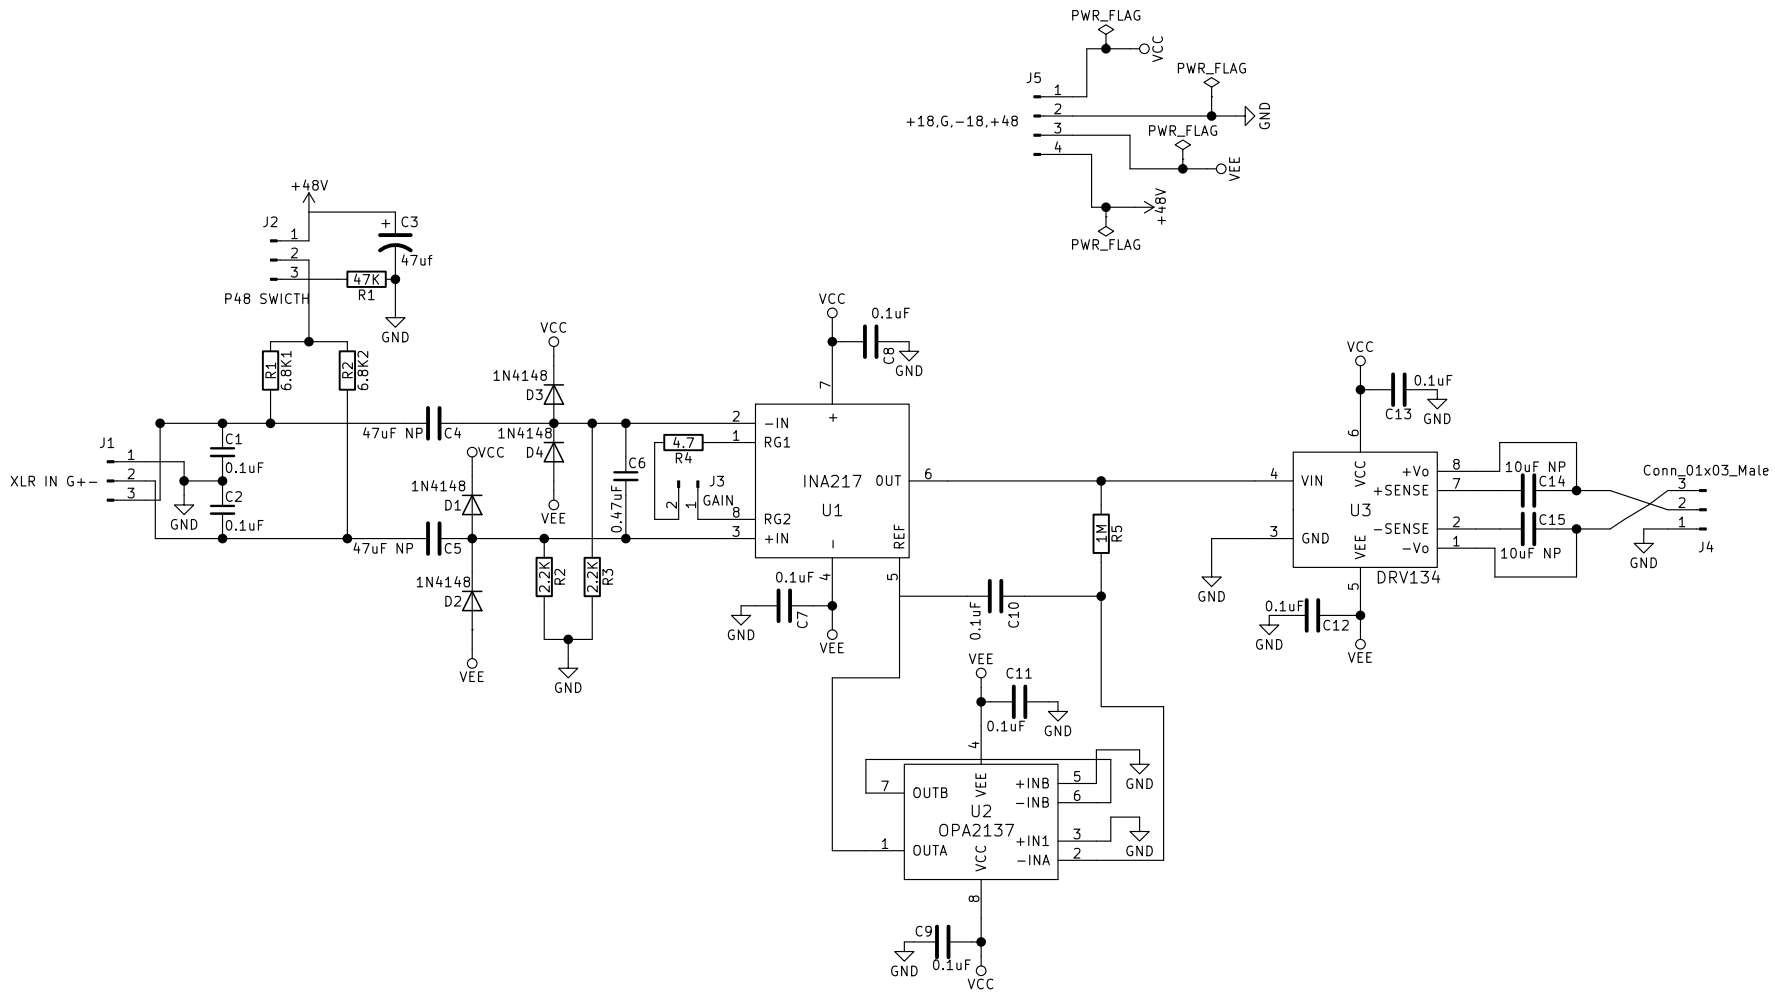 PWR_FLAG
VCC
J5
PWR_FLAG
1
2
GND
+18,G,-18,+48
3
PWR_FLAG
4
VEE
+48V
PWR_FLAG
+48V
J2
1
+
C3
2
47uf
3
47K
R1
P48 SWICTH
GND
R1
6.8K1
R2
6.8K2
VCC
1N4148
D3
VCC
0.1uF
C8
GND
7
VCC
0.1uF
C13
GND
6
J1
XLR IN G+-
1
2
3
C1
0.1uF
C2
0.1uF
GND
47uF NP
C4
1N4148
D4
VCC
VEE
1N4148
D1
47uF NP
C5
1N4148
D2
VEE
2.2K
R2
2.2K
R3
GND
C6
0.47uF
4.7
R4
J3
GAIN
2
1
2
-IN
+
1
RG1
INA217
OUT
6
U1
8
RG2
3
+IN
-
REF
4
5
0.1uF
C7
GND
VEE
0.1uF
C10
1M
R5
4
VIN
VCC
+Vo
8
+SENSE
7
U3
3
GND
VEE
-SENSE
2
-Vo
1
DRV134
5
GND
0.1uF
C12
GND
VEE
10uF NP
C14
C15
10uF NP
Conn_01x03_Male
3
2
1
J4
GND
VEE
C11
0.1uF
GND
4
7
OUTB
VEE
+INB
5
GND
-INB
6
U2
OPA2137
+IN1
3
GND
1
OUTA
VCC
-INA
2
8
C9
GND
0.1uF
VCC